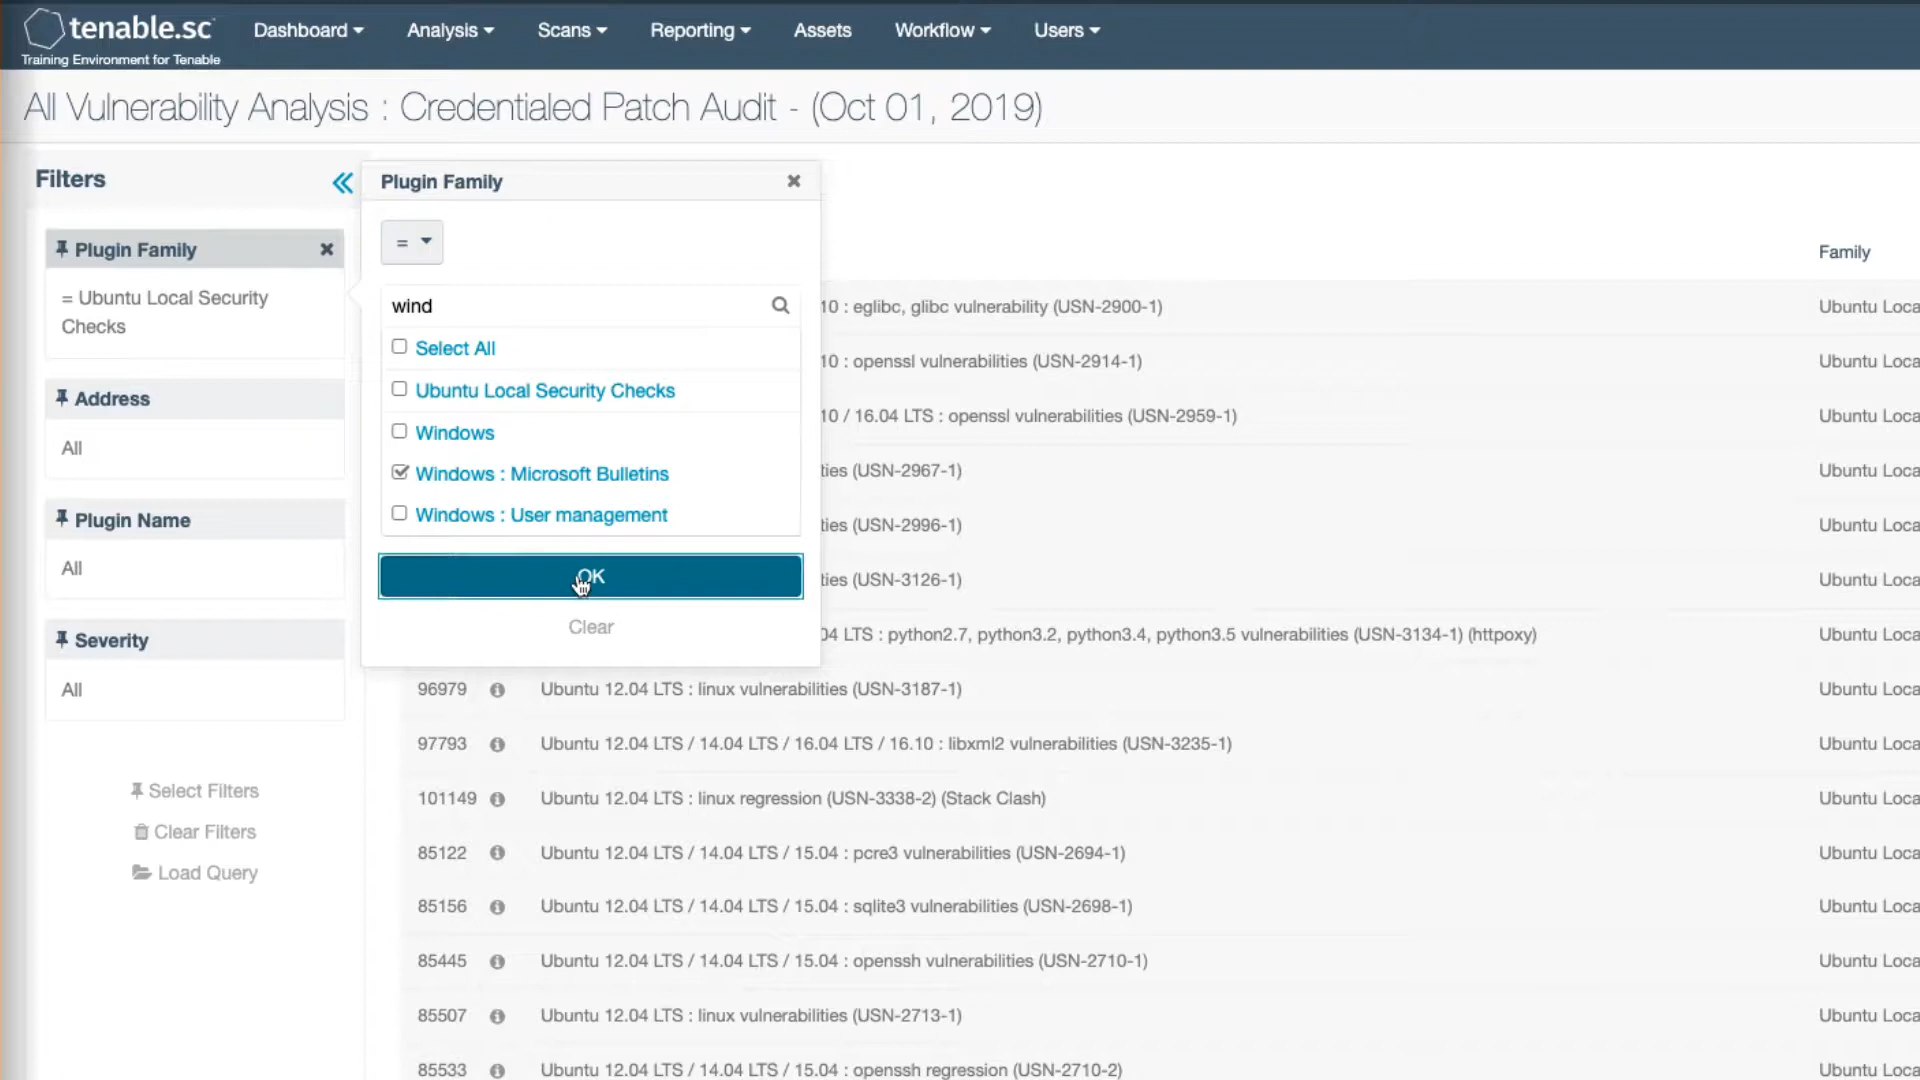 tenable.sc
Training Environment for Tenable
Dashboard
Analysis
Scans
Reporting
Assets
Workflow
Users
All Vulnerability Analysis : Credentialed Patch Audit - (Oct 01, 2019)
Filters
Plugin Family
= Ubuntu Local Security
Checks
Address
All
Plugin Name
All
Severity
All
Select Filters
Clear Filters
Load Query
Plugin Family
=
wind
Select All
Ubuntu Local Security Checks
Windows
Windows : Microsoft Bulletins
Windows : User management
OK
Clear
Family
10 : eglibc, glibc vulnerability (USN-2900-1) Ubuntu Loca
10 : openssl vulnerabilities (USN-2914-1) Ubuntu Loca
10 / 16.04 LTS : openssl vulnerabilities (USN-2959-1) Ubuntu Loca
ties (USN-2967-1) Ubuntu Loca
ties (USN-2996-1) Ubuntu Loca
ties (USN-3126-1) Ubuntu Loca
04 LTS : python2.7, python3.2, python3.4, python3.5 vulnerabilities (USN-3134-1) (httpoxy) Ubuntu Loca
96979 Ubuntu 12.04 LTS : linux vulnerabilities (USN-3187-1) Ubuntu Loca
97793 Ubuntu 12.04 LTS / 14.04 LTS / 16.04 LTS / 16.10 : libxml2 vulnerabilities (USN-3235-1) Ubuntu Loca
101149 Ubuntu 12.04 LTS : linux regression (USN-3338-2) (Stack Clash) Ubuntu Loca
85122 Ubuntu 12.04 LTS / 14.04 LTS / 15.04 : pcre3 vulnerabilities (USN-2694-1) Ubuntu Loca
85156 Ubuntu 12.04 LTS / 14.04 LTS / 15.04 : sqlite3 vulnerabilities (USN-2698-1) Ubuntu Loca
85445 Ubuntu 12.04 LTS / 14.04 LTS / 15.04 : openssh vulnerabilities (USN-2710-1) Ubuntu Loca
85507 Ubuntu 12.04 LTS : linux vulnerabilities (USN-2713-1) Ubuntu Loca
85533 Ubuntu 12.04 LTS / 14.04 LTS / 15.04 : openssh regression (USN-2710-2) Ubuntu Loca